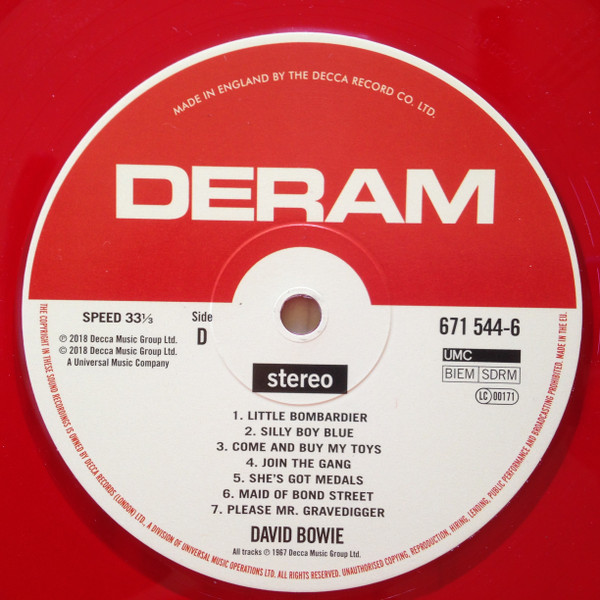 MADE IN ENGLAND BY THE DECCA RECORD CO. LTD.
DERAM
SPEED 33⅓
Side
D
℗ 2018 Decca Music Group Ltd.
© 2018 Decca Music Group Ltd.
A Universal Music Company
671 544-6
UMC
BIEM SDRM
LC 00171
stereo
1. LITTLE BOMBARDIER
2. SILLY BOY BLUE
3. COME AND BUY MY TOYS
4. JOIN THE GANG
5. SHE'S GOT MEDALS
6. MAID OF BOND STREET
7. PLEASE MR. GRAVEDIGGER
DAVID BOWIE
All tracks ℗ 1967 Decca Music Group Ltd.
THE COPYRIGHT IN THESE SOUND RECORDINGS IS OWNED BY DECCA RECORDS (LONDON) LTD., A DIVISION OF UNIVERSAL MUSIC OPERATIONS LTD. ALL RIGHTS RESERVED. UNAUTHORISED COPYING, REPRODUCTION, HIRING, LENDING, PUBLIC PERFORMANCE AND BROADCASTING PROHIBITED. MADE IN THE EU.